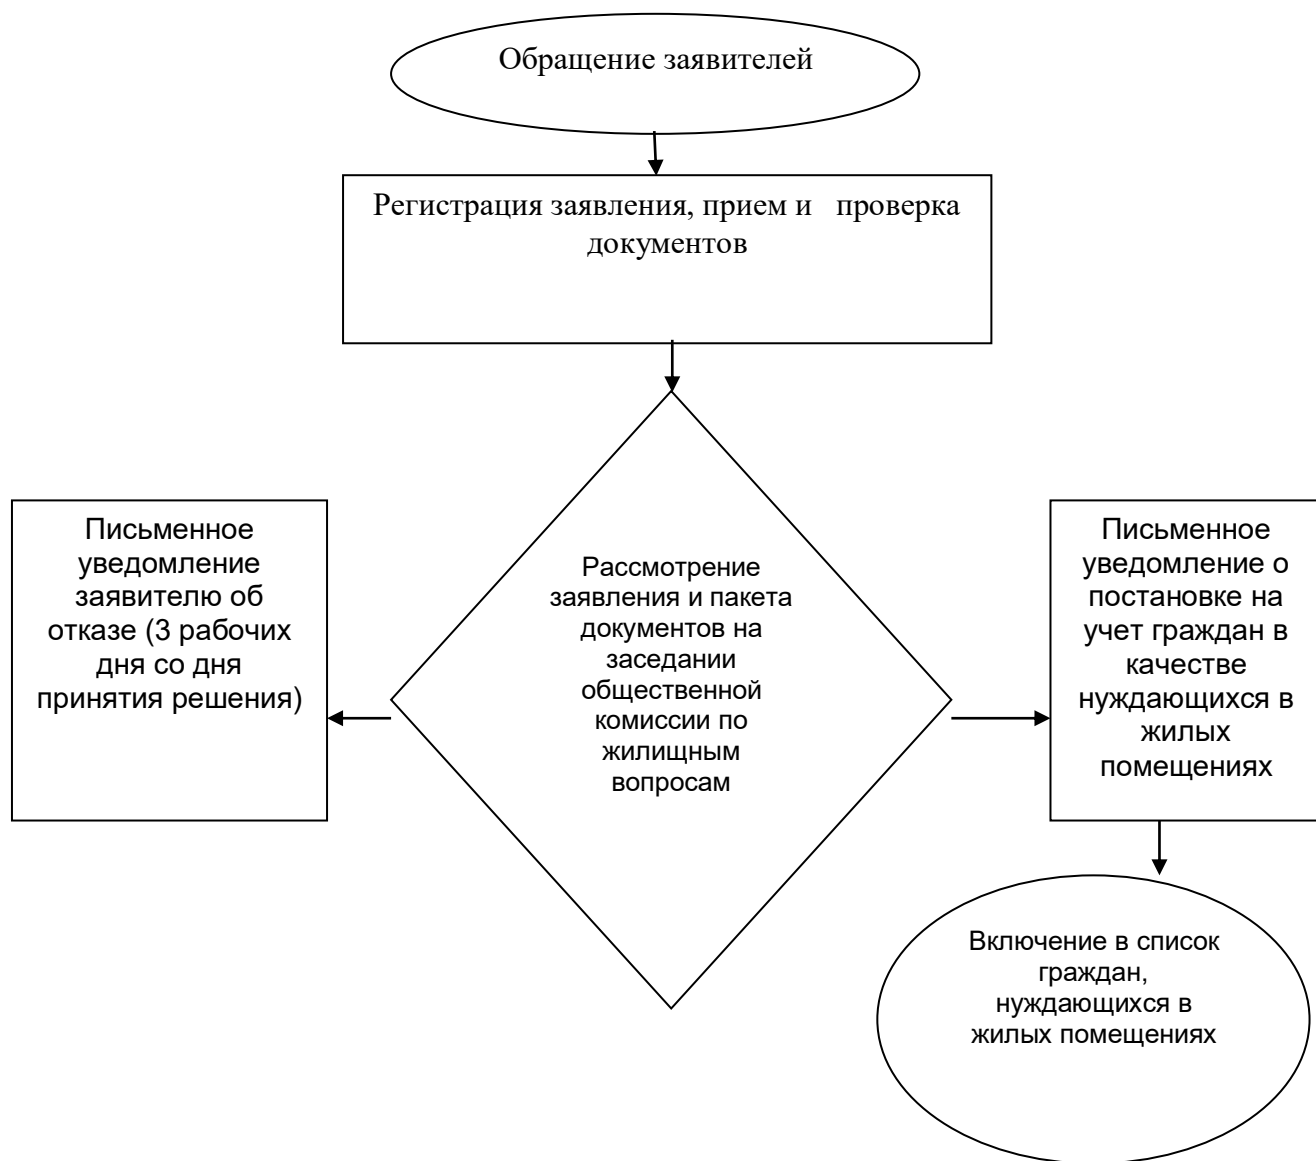 Обращение заявителей
Регистрация заявления, прием и   проверка
документов
Письменное
уведомление
заявителю об
отказе (3 рабочих
дня со дня
принятия решения)
Рассмотрение
заявления и пакета
документов на
заседании
общественной
комиссии по
жилищным
вопросам
Письменное
уведомление о
постановке на
учет граждан в
качестве
нуждающихся в
жилых
помещениях
Включение в список
граждан,
нуждающихся в
жилых помещениях